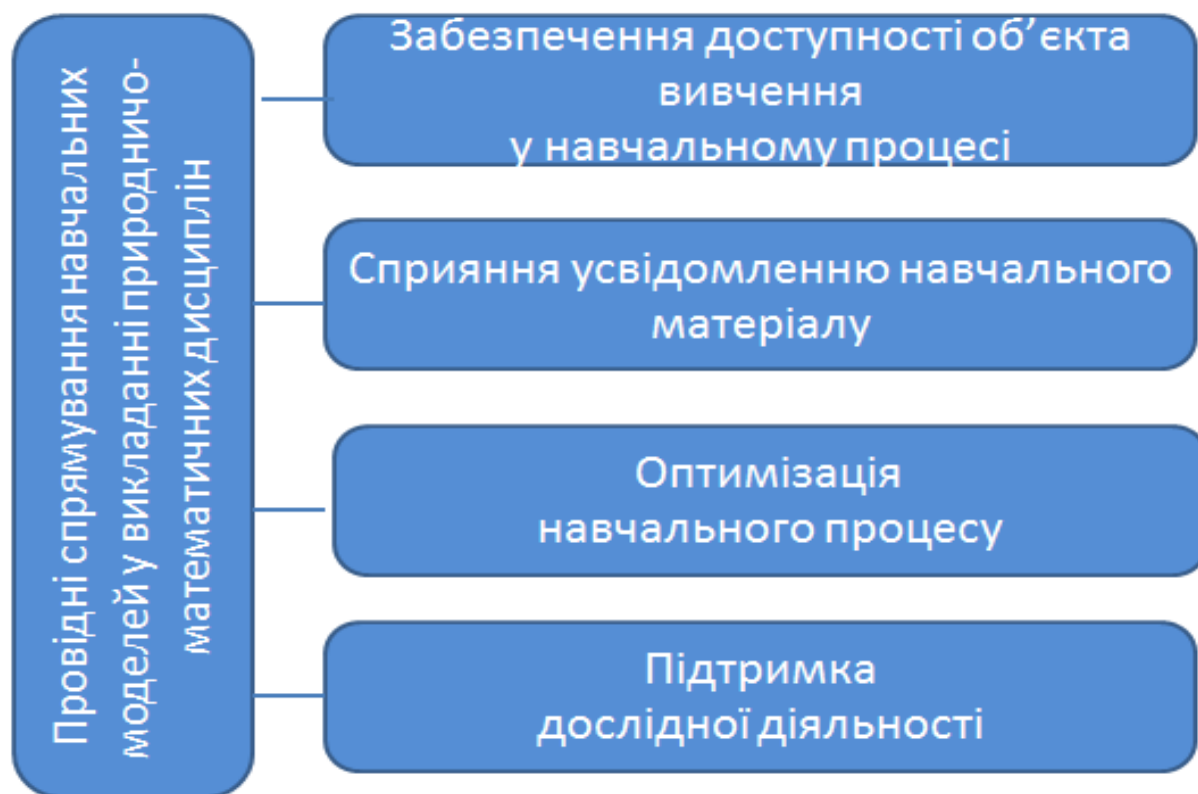 Провідні спрямування навчальних
моделей у викладанні природничо-
математичних дисциплін
Забезпечення доступності об’єкта
вивчення
у навчальному процесі
Сприяння усвідомленню навчального
матеріалу
Оптимізація
навчального процесу
Підтримка
дослідної діяльності